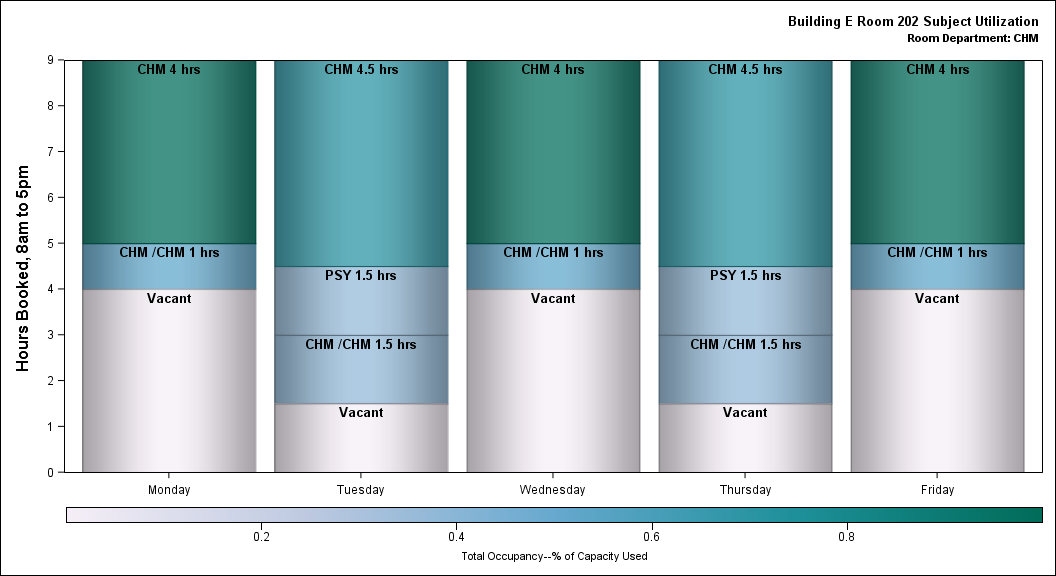 Building E Room 202 Subject Utilization
Room Department: CHM
Hours Booked, 8am to 5pm
9
8
7
6
5
4
3
2
1
0
CHM 4 hrs
CHM /CHM 1 hrs
Vacant
CHM 4.5 hrs
PSY 1.5 hrs
CHM /CHM 1.5 hrs
Vacant
CHM 4 hrs
CHM /CHM 1 hrs
Vacant
CHM 4.5 hrs
PSY 1.5 hrs
CHM /CHM 1.5 hrs
Vacant
CHM 4 hrs
CHM /CHM 1 hrs
Vacant
Monday Tuesday Wednesday Thursday Friday
0.2 0.4 0.6 0.8
Total Occupancy--% of Capacity Used